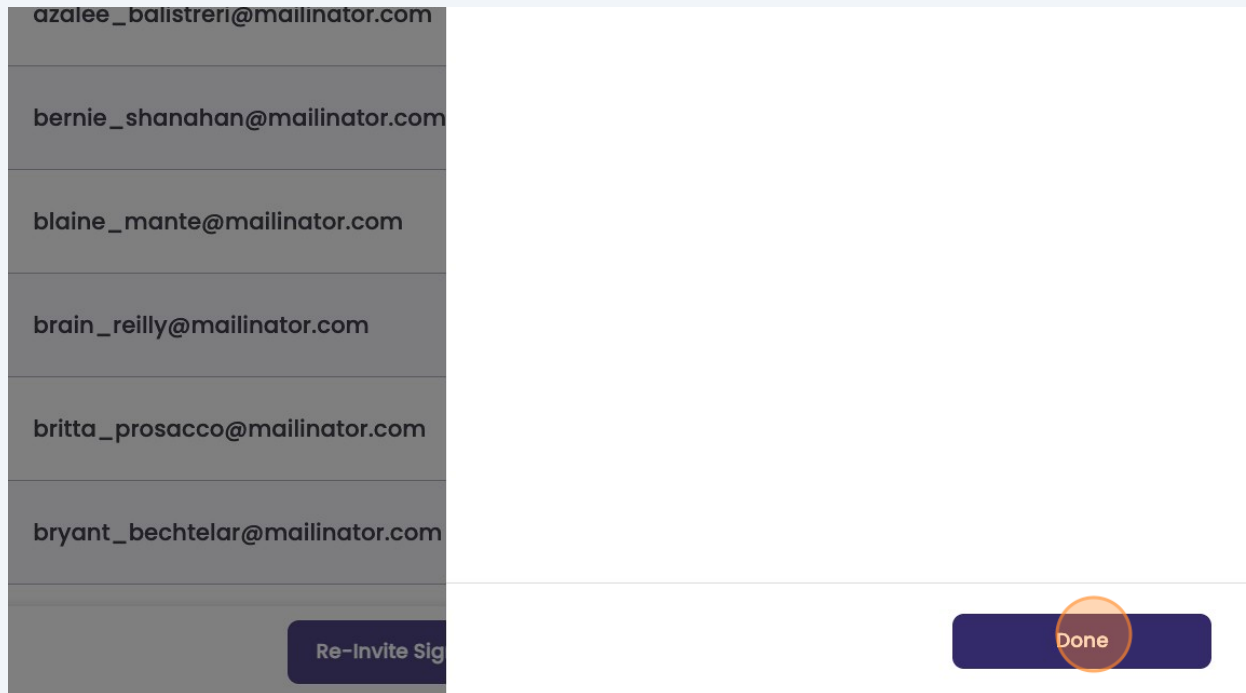 azalee_balistreri@mailinator.com
bernie_shanahan@mailinator.com
blaine_mante@mailinator.com
brain_reilly@mailinator.com
britta_prosacco@mailinator.com
bryant_bechtelar@mailinator.com
Re-Invite Sig
Done